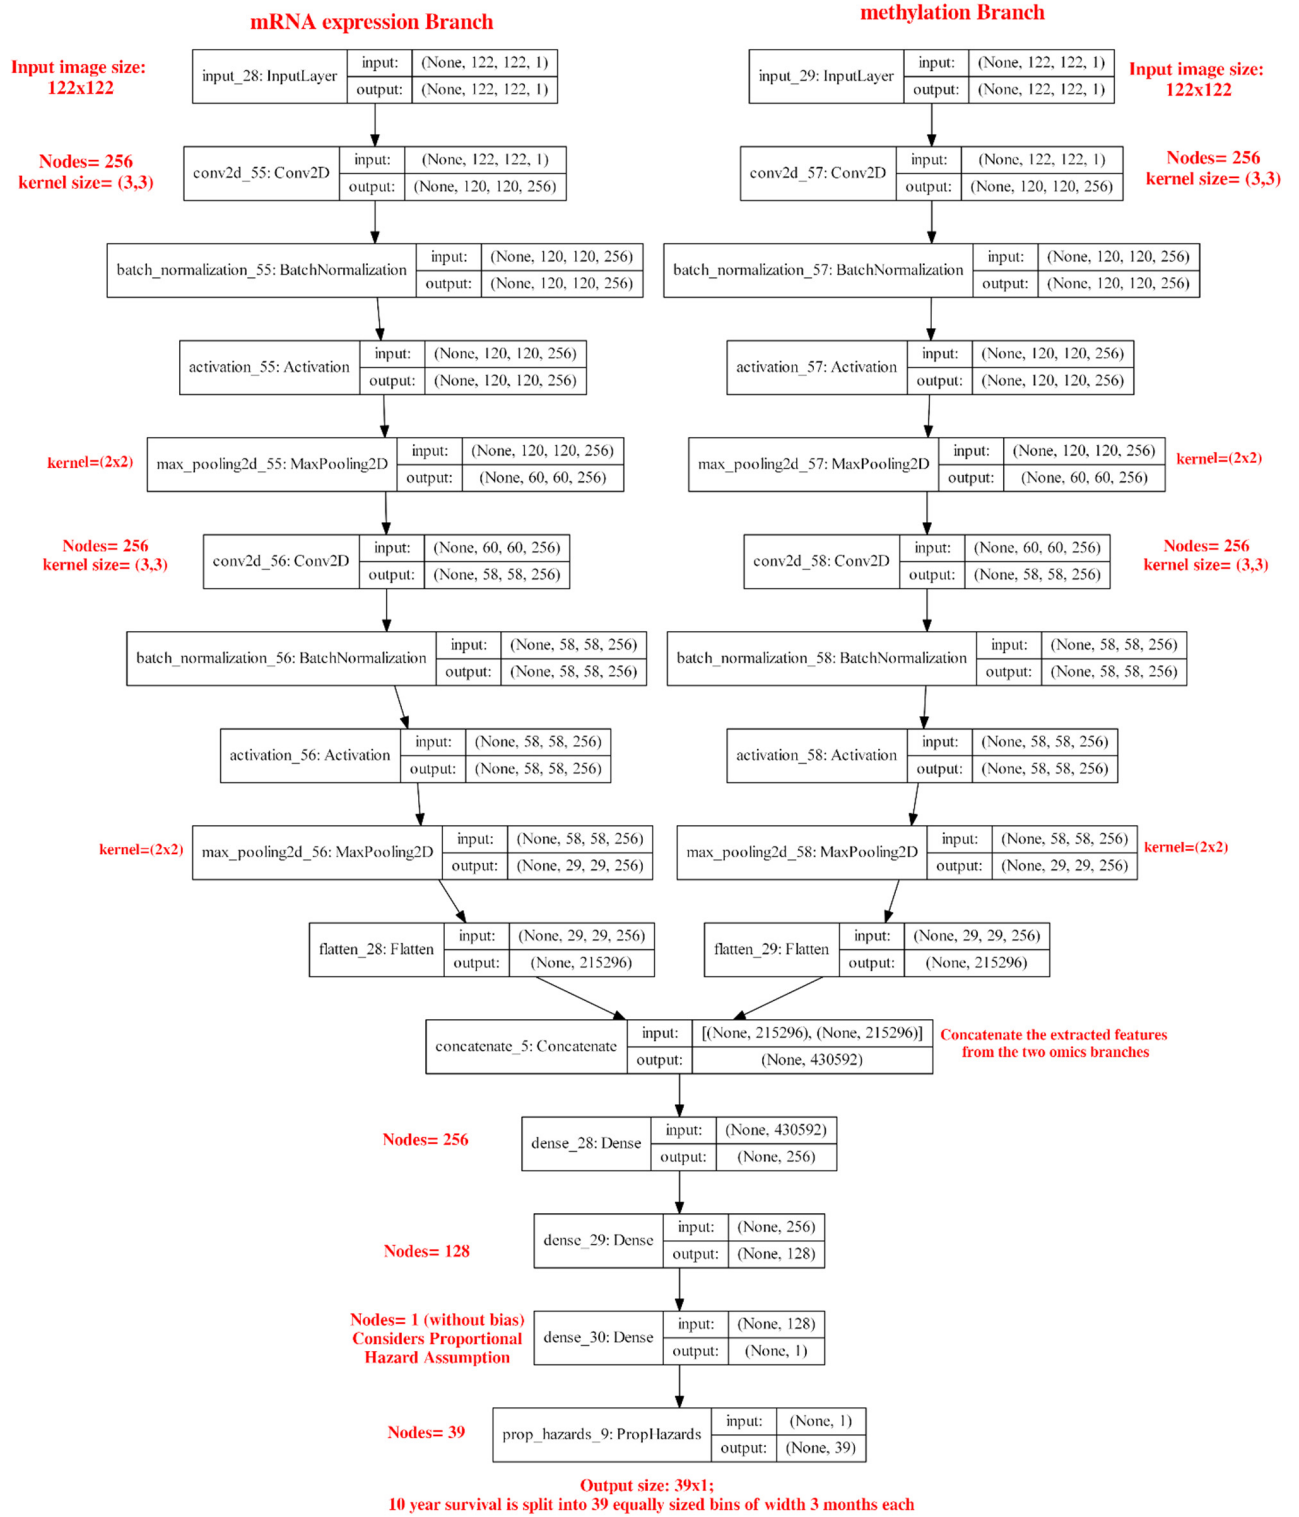 mRNA expression Branch
methylation Branch
Input image size:
122x122
input_28: InputLayer
input: (None, 122, 122, 1)
output: (None, 122, 122, 1)
input_29: InputLayer
input: (None, 122, 122, 1)
output: (None, 122, 122, 1)
Input image size:
122x122
Nodes= 256
kernel size= (3,3)
conv2d_55: Conv2D
input: (None, 122, 122, 1)
output: (None, 120, 120, 256)
conv2d_57: Conv2D
input: (None, 122, 122, 1)
output: (None, 120, 120, 256)
Nodes= 256
kernel size= (3,3)
batch_normalization_55: BatchNormalization
input: (None, 120, 120, 256)
output: (None, 120, 120, 256)
batch_normalization_57: BatchNormalization
input: (None, 120, 120, 256)
output: (None, 120, 120, 256)
activation_55: Activation
input: (None, 120, 120, 256)
output: (None, 120, 120, 256)
activation_57: Activation
input: (None, 120, 120, 256)
output: (None, 120, 120, 256)
kernel=(2x2)
max_pooling2d_55: MaxPooling2D
input: (None, 120, 120, 256)
output: (None, 60, 60, 256)
max_pooling2d_57: MaxPooling2D
input: (None, 120, 120, 256)
output: (None, 60, 60, 256)
kernel=(2x2)
Nodes= 256
kernel size= (3,3)
conv2d_56: Conv2D
input: (None, 60, 60, 256)
output: (None, 58, 58, 256)
conv2d_58: Conv2D
input: (None, 60, 60, 256)
output: (None, 58, 58, 256)
Nodes= 256
kernel size= (3,3)
batch_normalization_56: BatchNormalization
input: (None, 58, 58, 256)
output: (None, 58, 58, 256)
batch_normalization_58: BatchNormalization
input: (None, 58, 58, 256)
output: (None, 58, 58, 256)
activation_56: Activation
input: (None, 58, 58, 256)
output: (None, 58, 58, 256)
activation_58: Activation
input: (None, 58, 58, 256)
output: (None, 58, 58, 256)
kernel=(2x2)
max_pooling2d_56: MaxPooling2D
input: (None, 58, 58, 256)
output: (None, 29, 29, 256)
max_pooling2d_58: MaxPooling2D
input: (None, 58, 58, 256)
output: (None, 29, 29, 256)
kernel=(2x2)
flatten_28: Flatten
input: (None, 29, 29, 256)
output: (None, 215296)
flatten_29: Flatten
input: (None, 29, 29, 256)
output: (None, 215296)
concatenate_5: Concatenate
input: [(None, 215296), (None, 215296)]
output: (None, 430592)
Concatenate the extracted features
from the two omics branches
Nodes= 256
dense_28: Dense
input: (None, 430592)
output: (None, 256)
Nodes= 128
dense_29: Dense
input: (None, 256)
output: (None, 128)
Nodes= 1 (without bias)
Considers Proportional
Hazard Assumption
dense_30: Dense
input: (None, 128)
output: (None, 1)
Nodes= 39
prop_hazards_9: PropHazards
input: (None, 1)
output: (None, 39)
Output size: 39x1;
10 year survival is split into 39 equally sized bins of width 3 months each